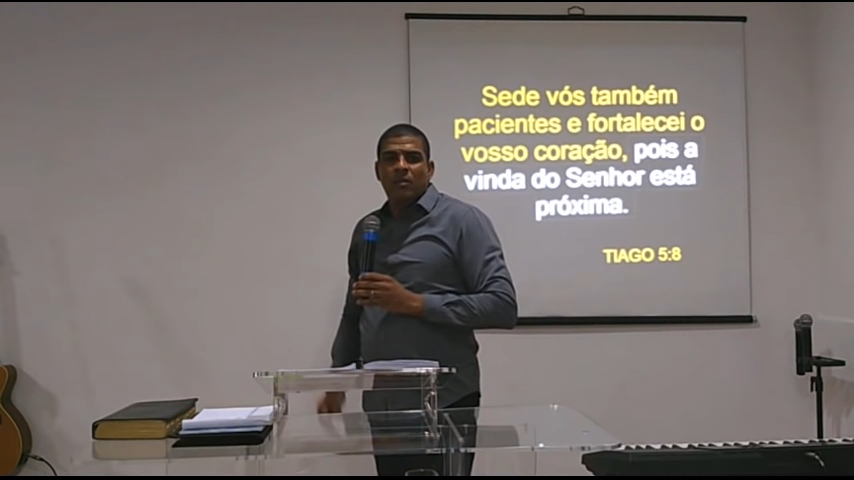 Sede vós também
pacientes e fortalecei o
vosso coração, pois a
vinda do Senhor está
próxima.
TIAGO 5:8